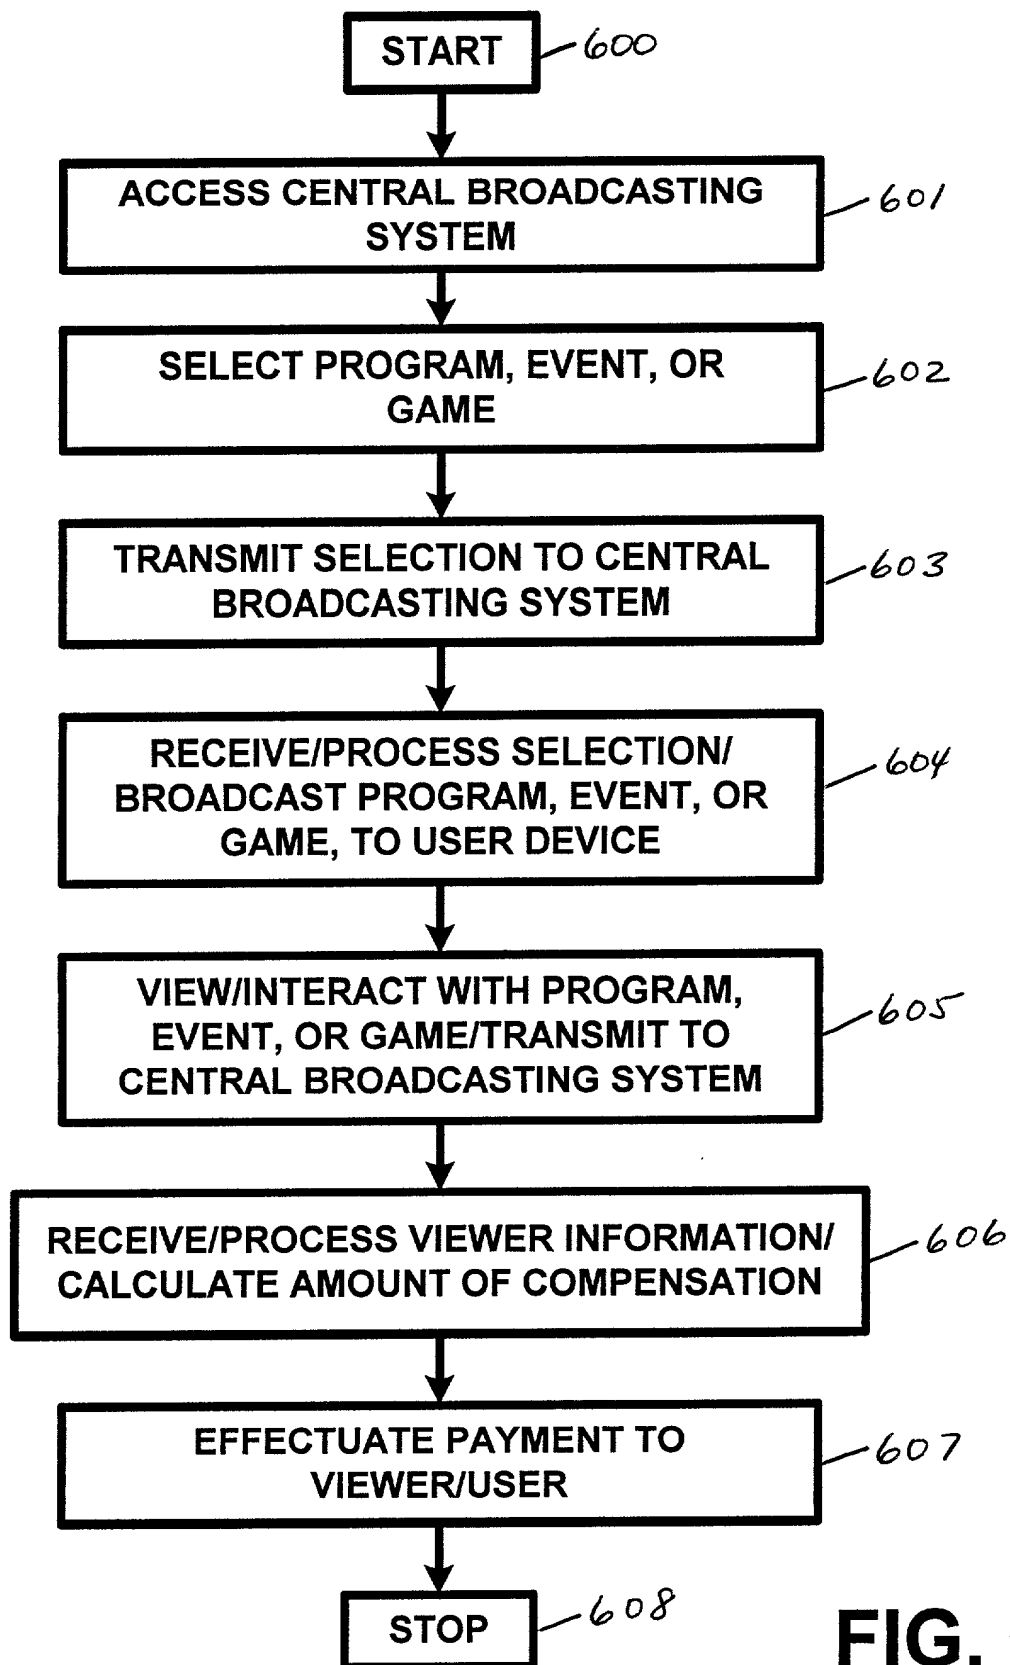 START
600
ACCESS CENTRAL BROADCASTING
SYSTEM
601
SELECT PROGRAM, EVENT, OR
GAME
602
TRANSMIT SELECTION TO CENTRAL
BROADCASTING SYSTEM
603
RECEIVE/PROCESS SELECTION/
BROADCAST PROGRAM, EVENT, OR
GAME, TO USER DEVICE
604
VIEW/INTERACT WITH PROGRAM,
EVENT, OR GAME/TRANSMIT TO
CENTRAL BROADCASTING SYSTEM
605
RECEIVE/PROCESS VIEWER INFORMATION/
CALCULATE AMOUNT OF COMPENSATION
606
EFFECTUATE PAYMENT TO
VIEWER/USER
607
STOP
608
FIG.